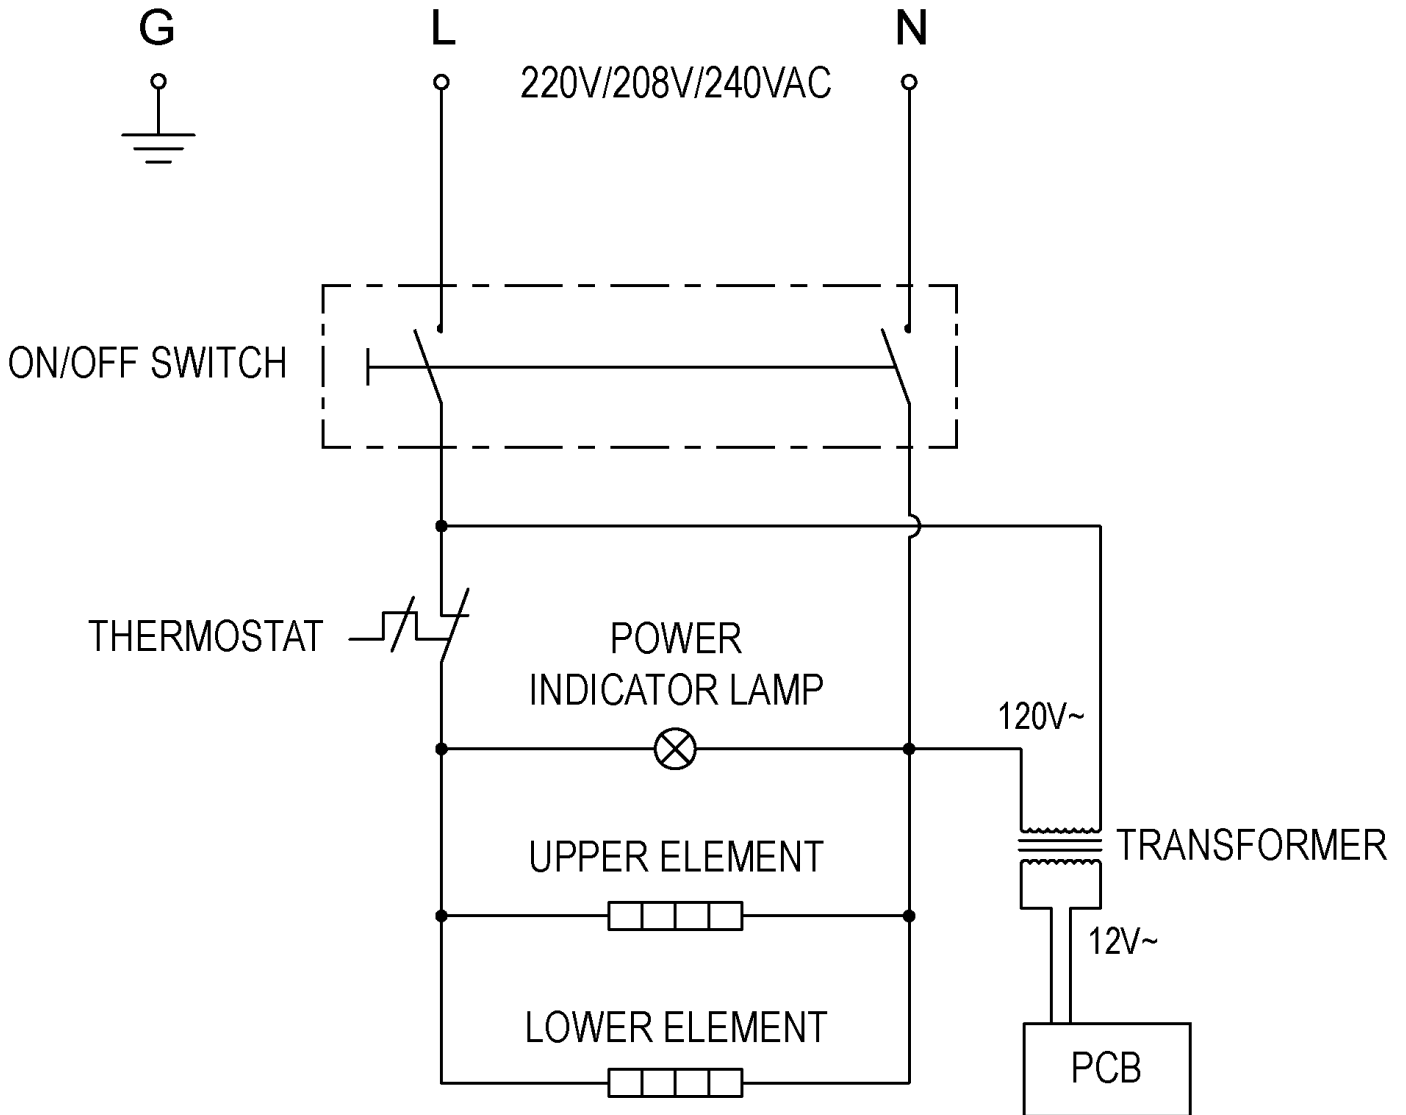 G
L
N
220V/208V/240VAC
ON/OFF SWITCH
THERMOSTAT
POWER
INDICATOR LAMP
120V~
UPPER ELEMENT
TRANSFORMER
12V~
LOWER ELEMENT
PCB